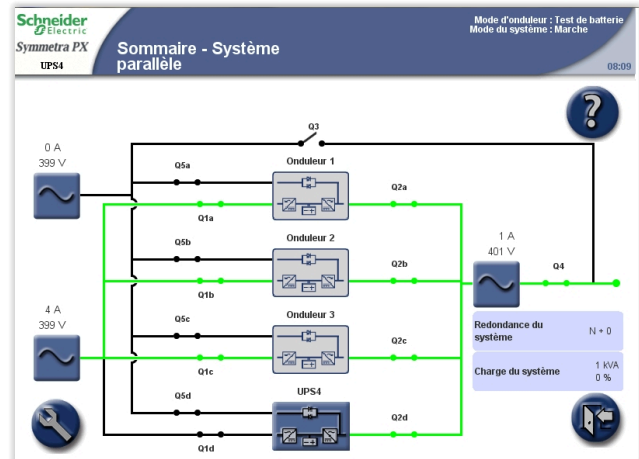 Schneider
Electric
Symmetra PX
UPS4
Sommaire - Système
parallèle
Mode d'onduleur : Test de batterie
Mode du système : Marche
08:09
?
Q3
0 A
399 V
Q5a
Onduleur 1
Q2a
Q1a
Q5b
Onduleur 2
Q2b
Q1b
1 A
401 V
Q4
4 A
399 V
Q5c
Onduleur 3
Q2c
Q1c
Redondance du
système
N + 0
Charge du système
1 kVA
0 %
Q5d
UPS4
Q2d
Q1d